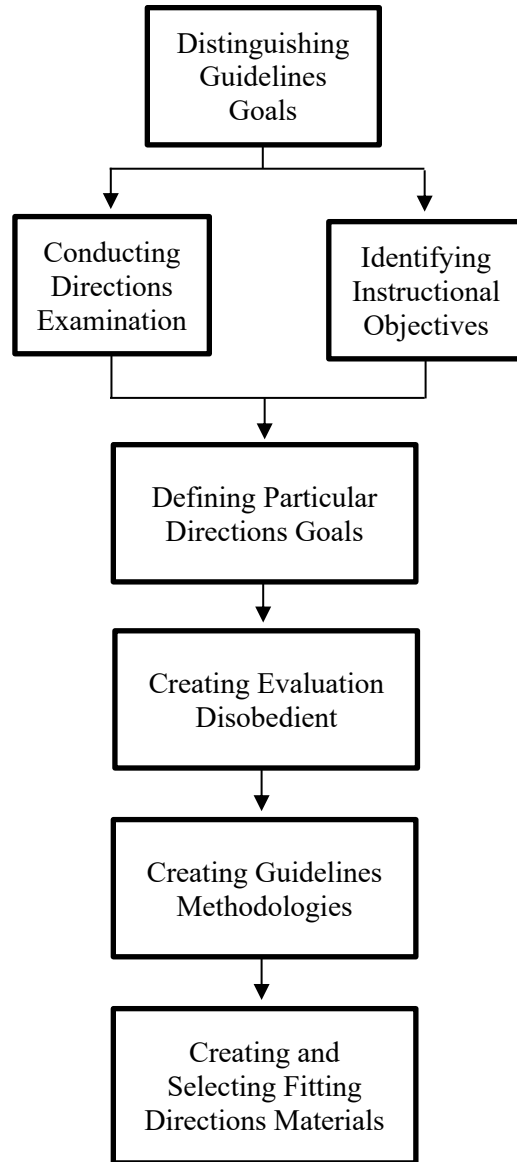 Distinguishing
Guidelines
Goals
Conducting
Directions
Examination
Identifying
Instructional
Objectives
Defining Particular
Directions Goals
Creating Evaluation
Disobedient
Creating Guidelines
Methodologies
Creating and
Selecting Fitting
Directions Materials